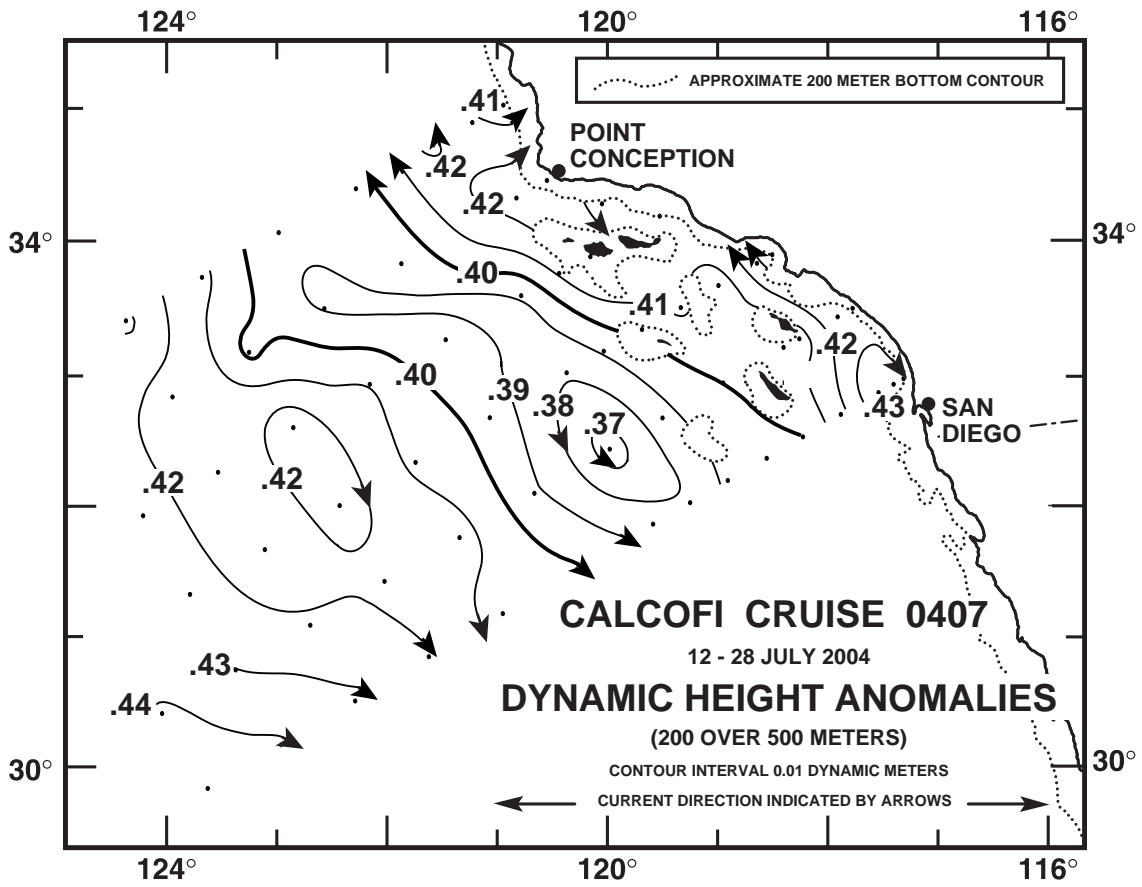 124° 120° 116°
APPROXIMATE 200 METER BOTTOM CONTOUR
.41
POINT
CONCEPTION
.42
.42
34° 34°
.40
.41
.42
.40
.39
.38
.43
SAN
DIEGO
.37
.42
.42
CALCOFI CRUISE 0407
12 - 28 JULY 2004
.43
DYNAMIC HEIGHT ANOMALIES
.44
(200 OVER 500 METERS)
30° 30°
CONTOUR INTERVAL 0.01 DYNAMIC METERS
CURRENT DIRECTION INDICATED BY ARROWS
124° 120° 116°